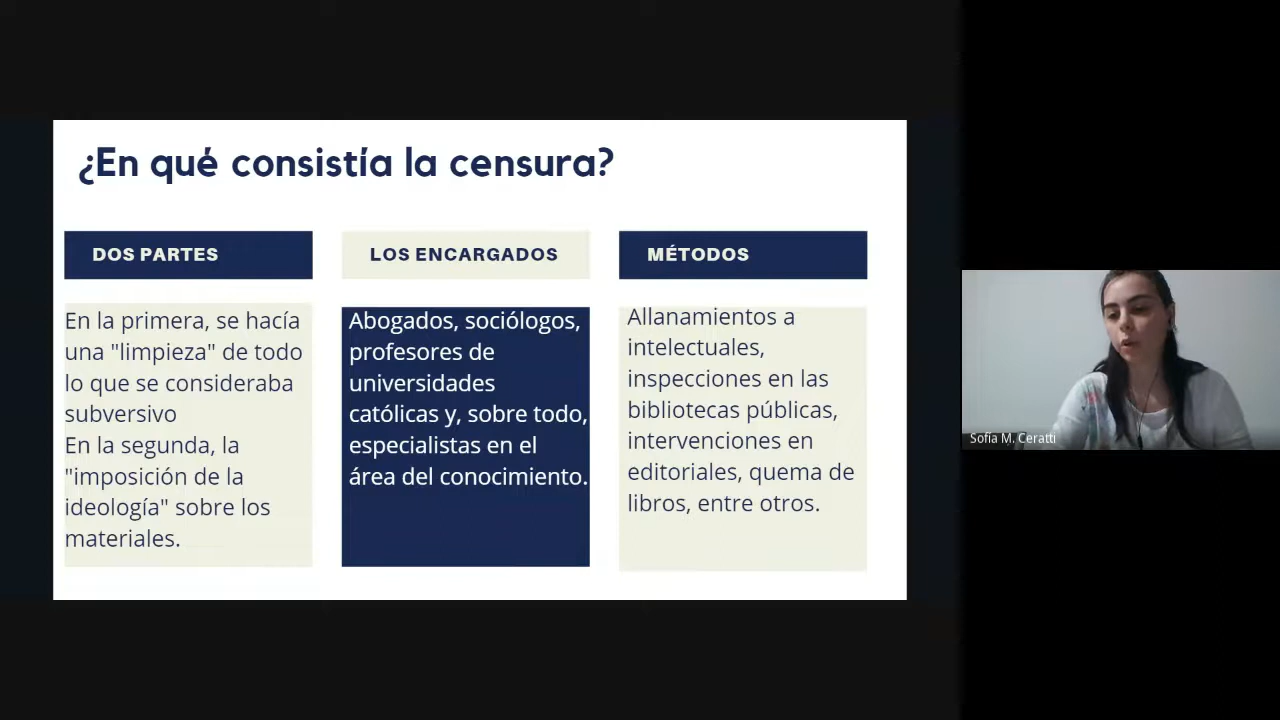 ¿En qué consistía la censura?
DOS PARTES
En la primera, se hacía
una "limpieza" de todo
lo que se consideraba
subversivo
En la segunda, la
"imposición de la
ideología" sobre los
materiales.
LOS ENCARGADOS
Abogados, sociólogos,
profesores de
universidades
católicas y, sobre todo,
especialistas en el
área del conocimiento.
MÉTODOS
Allanamientos a
intelectuales,
inspecciones en las
bibliotecas públicas,
intervenciones en
editoriales, quema de
libros, entre otros.
Sofía M. Ceratti